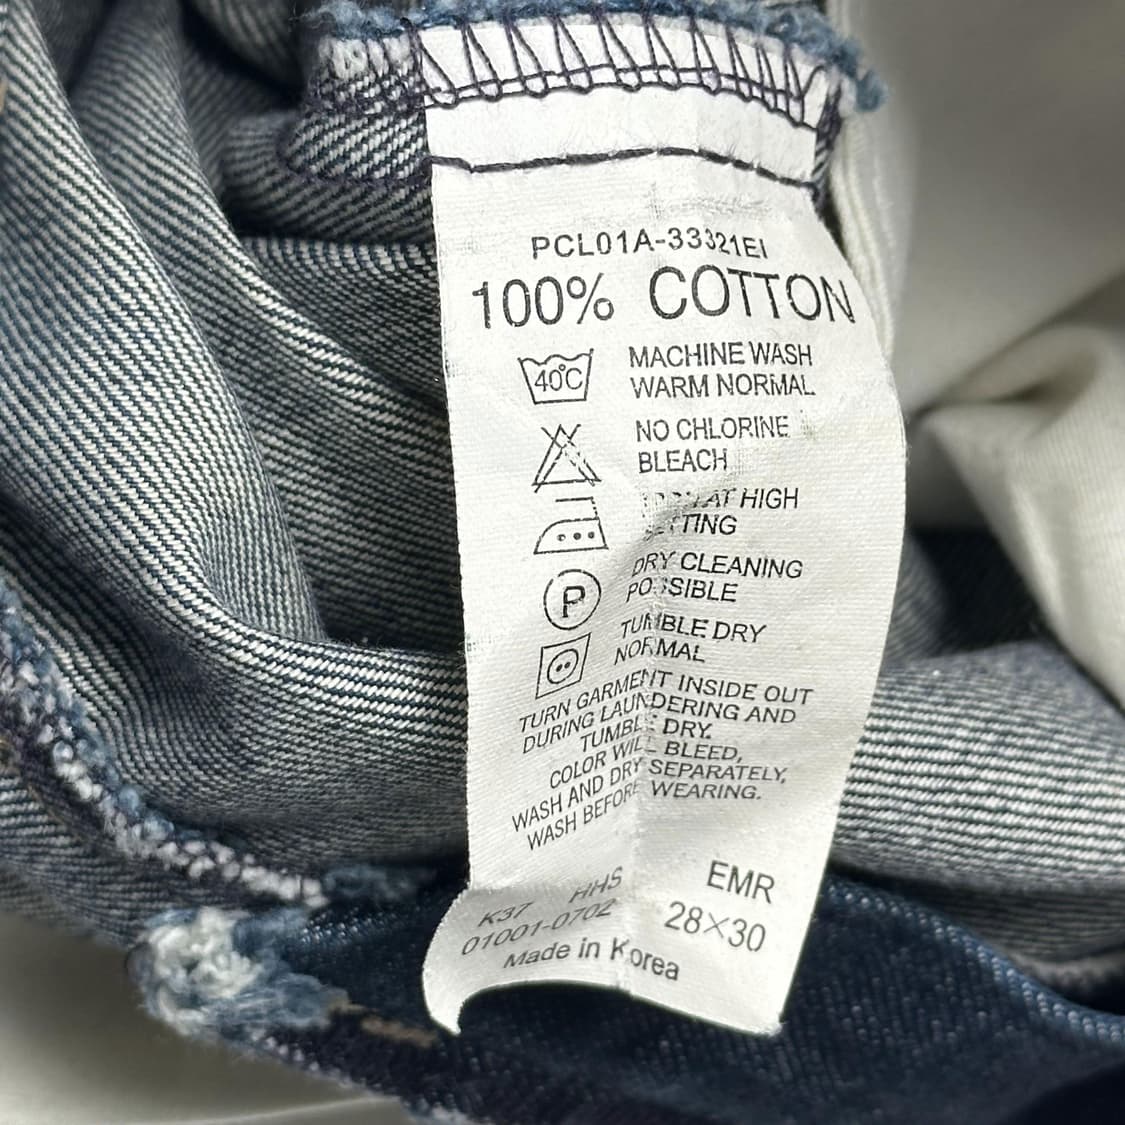 PCL01A-33321EI
100% COTTON
40°C MACHINE WASH
WARM NORMAL
NO CHLORINE
BLEACH
AT HIGH
DRY CLEANING
P POSSIBLE
TUMBLE DRY
NORMAL
TURN GARMENT INSIDE OUT
DURING LAUNDERING AND
TUMBLE DRY.
COLOR WILL BLEED,
WASH AND DRY SEPARATELY,
WASH BEFORE WEARING.
K37 HHS EMR
01001-0702 28×30
Made in Korea